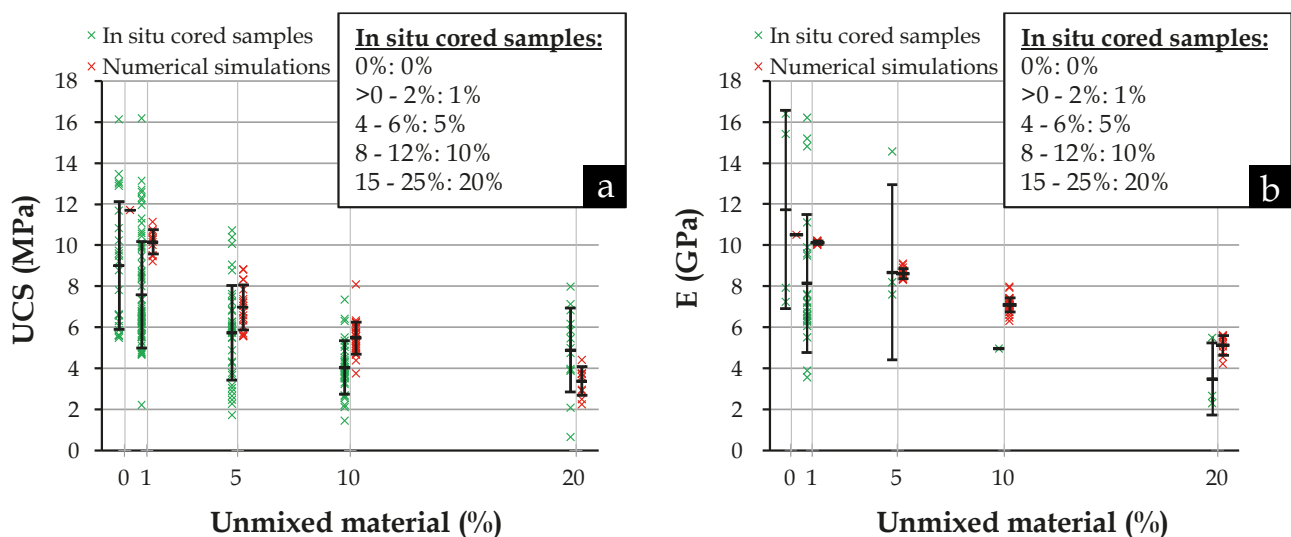 × In situ cored samples
× Numerical simulations
In situ cored samples:
0%: 0%
>0 - 2%: 1%
4 - 6%: 5%
8 - 12%: 10%
15 - 25%: 20%
a
UCS (MPa)
18
16
14
12
10
8
6
4
2
0
0 1 5 10 20
Unmixed material (%)
× In situ cored samples
× Numerical simulations
In situ cored samples:
0%: 0%
>0 - 2%: 1%
4 - 6%: 5%
8 - 12%: 10%
15 - 25%: 20%
b
E (GPa)
18
16
14
12
10
8
6
4
2
0
0 1 5 10 20
Unmixed material (%)